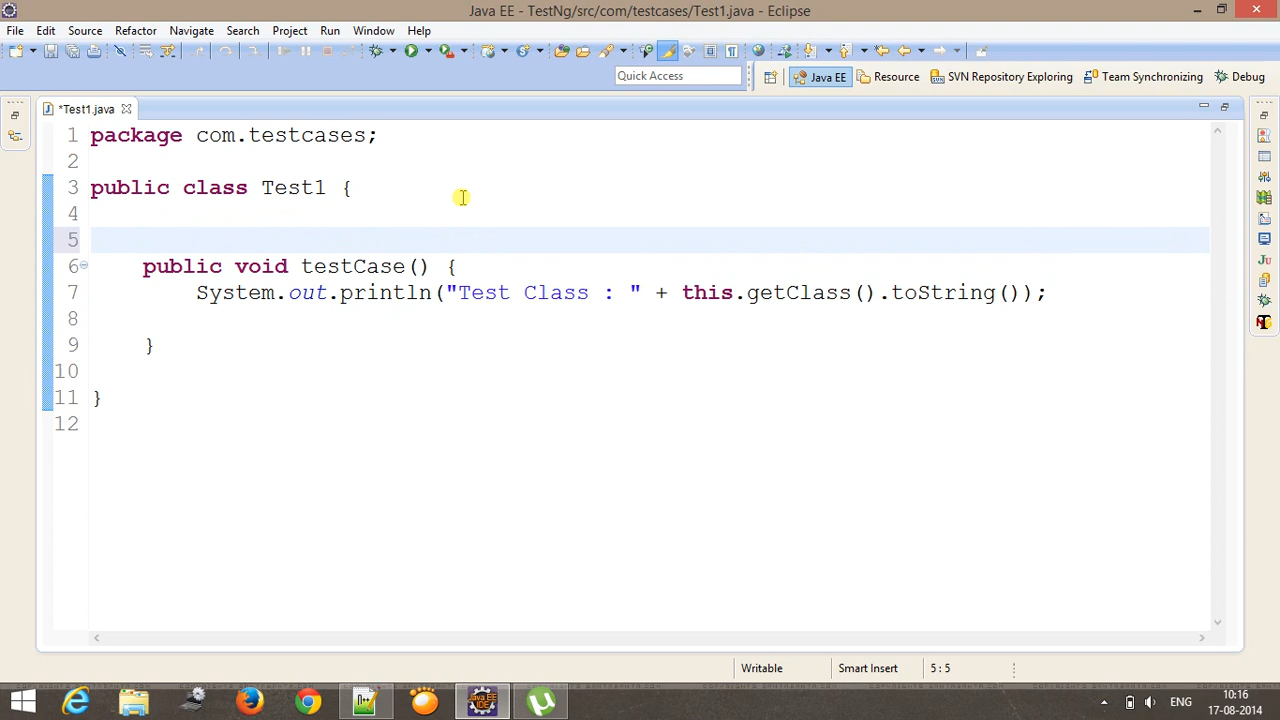 Java EE - TestNg/src/com/testcases/Test1.java - Eclipse
File Edit Source Refactor Navigate Search Project Run Window Help
Quick Access
Java EE Resource SVN Repository Exploring Team Synchronizing Debug
*Test1.java
1 package com.testcases;
2
3 public class Test1 {
4
5
6 public void testCase() {
7 System.out.println("Test Class : " + this.getClass().toString());
8
9 }
10
11 }
12
Writable Smart Insert 5 : 5
ENG
10:16
17-08-2014